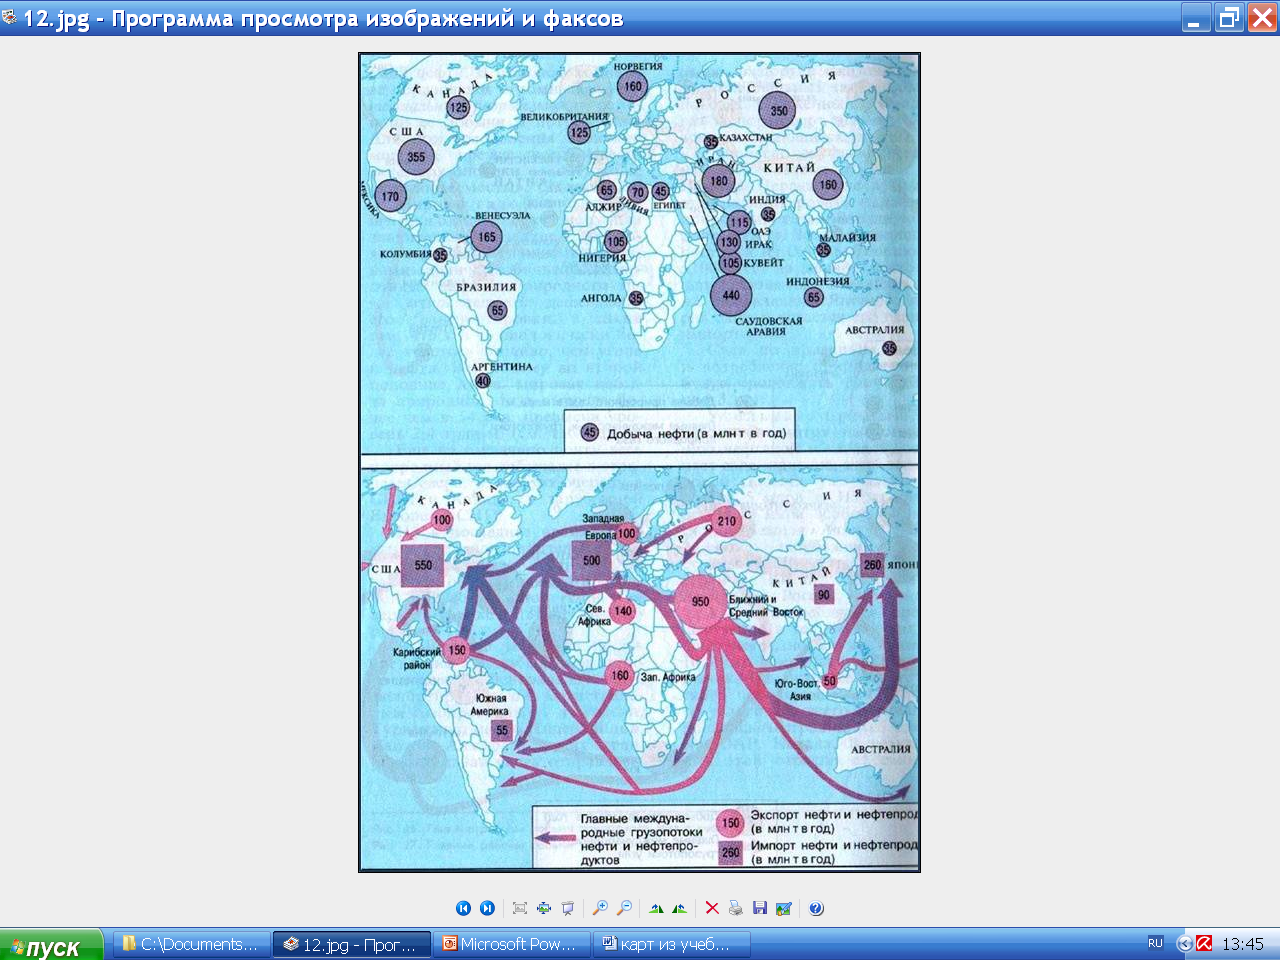 12.jpg - Программа просмотра изображений и факсов
НОРВЕГИЯ
160
КАНАДА
125
РОССИЯ
350
ВЕЛИКОБРИТАНИЯ
125
США
355
35 КАЗАХСТАН
ИРАН
180
КИТАЙ
160
МЕКСИКА
170
65
АЛЖИР
70
ЛИВИЯ
45
ЕГИПЕТ
ИНДИЯ
35
ВЕНЕСУЭЛА
165
115
ОАЭ
130 ИРАК
105 КУВЕЙТ
440
САУДОВСКАЯ
АРАВИЯ
КОЛУМБИЯ 35
105
НИГЕРИЯ
МАЛАЙЗИЯ
35
БРАЗИЛИЯ
65
АНГОЛА 35
ИНДОНЕЗИЯ
65
АВСТРАЛИЯ
35
АРГЕНТИНА
40
45 Добыча нефти (в млн т в год)
КАНАДА
100
РОССИЯ
210
Западная
Европа
100
500
США 550
260 ЯПОН
КИТАЙ
90
950
Ближний и
Средний Восток
Сев.
Африка
140
Карибский
район
150
160 Зап. Африка
Юго-Вост.
Азия
50
Южная
Америка
55
АВСТРАЛИЯ
Главные междуна-
родные грузопотоки
нефти и нефтепро-
дуктов
150 Экспорт нефти и нефтепрод
(в млн т в год)
260 Импорт нефти и нефтепрод
(в млн т в год)
пуск
C:\Documents...
12.jpg - Прог...
Microsoft Pow...
карт из учеб...
RU
13:45